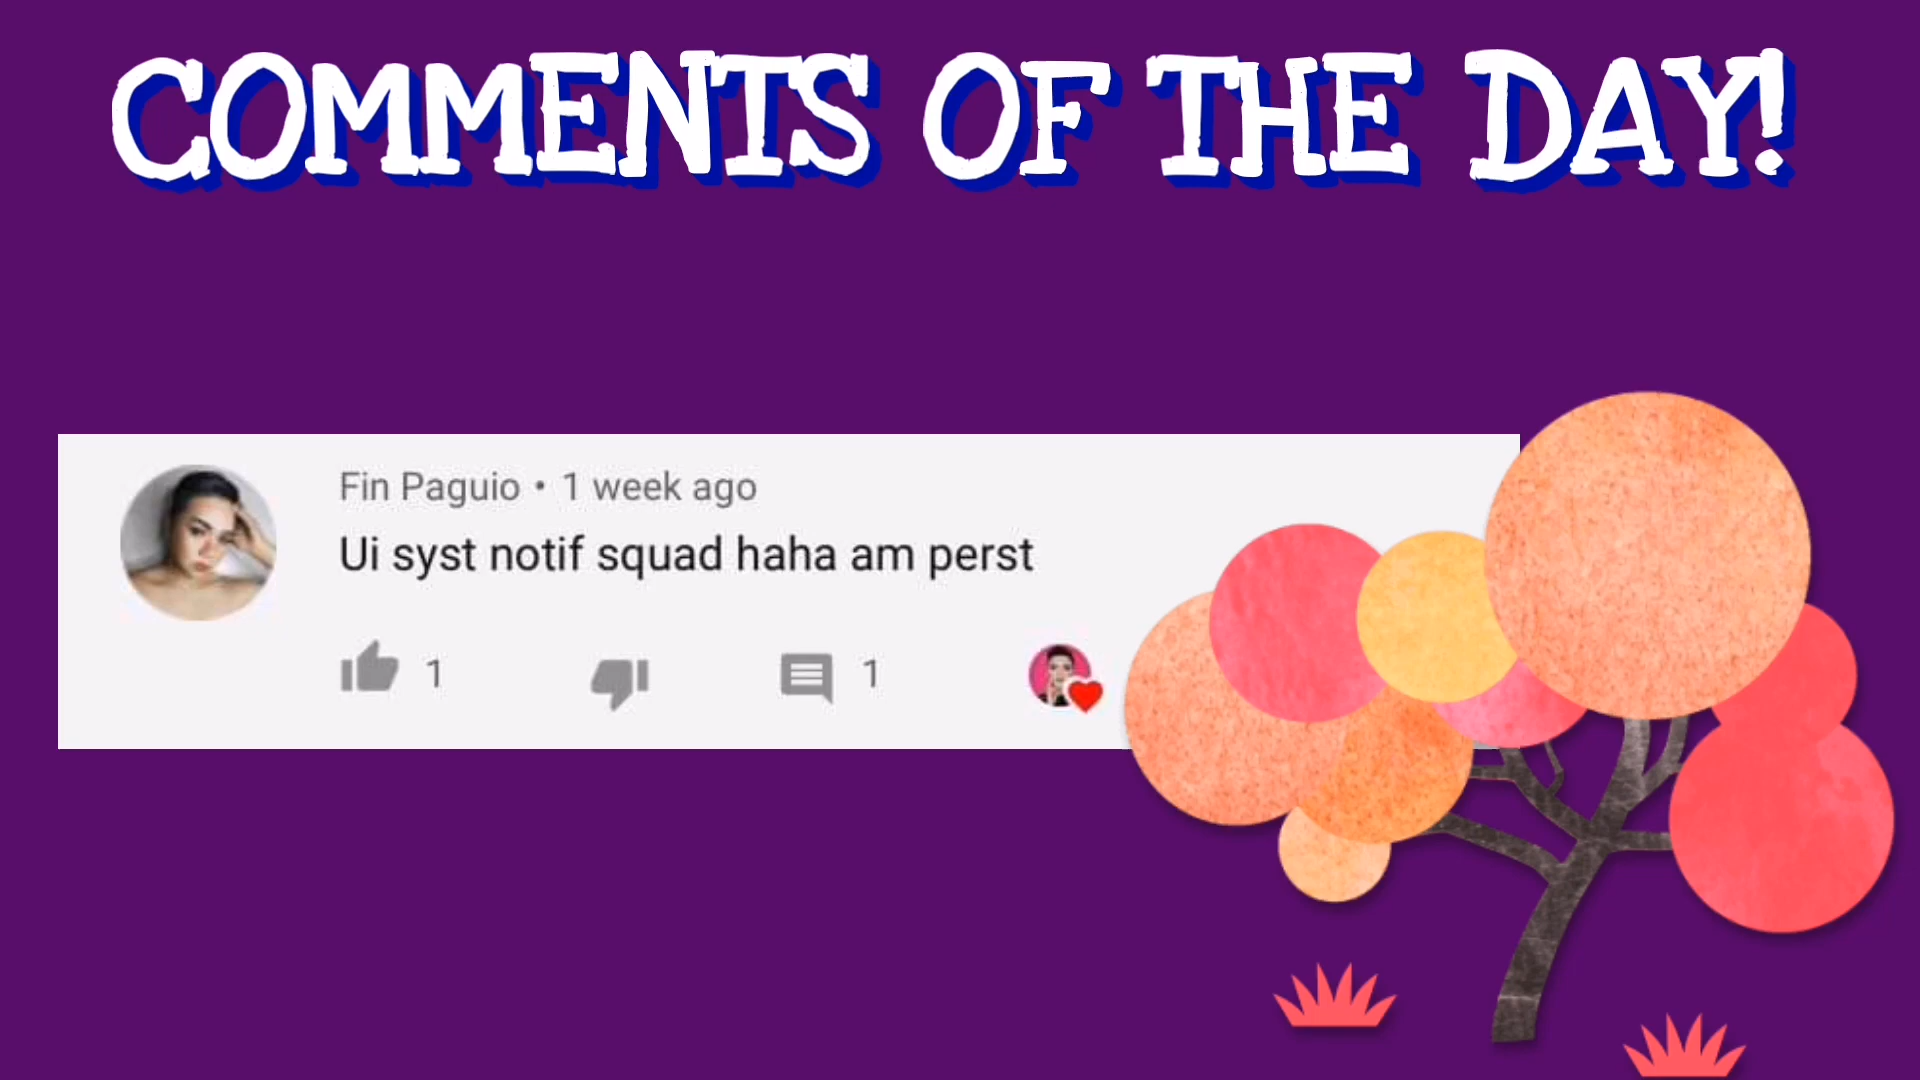 COMMENTS OF THE DAY!
Fin Paguio • 1 week ago
Ui syst notif squad haha am perst
1 1